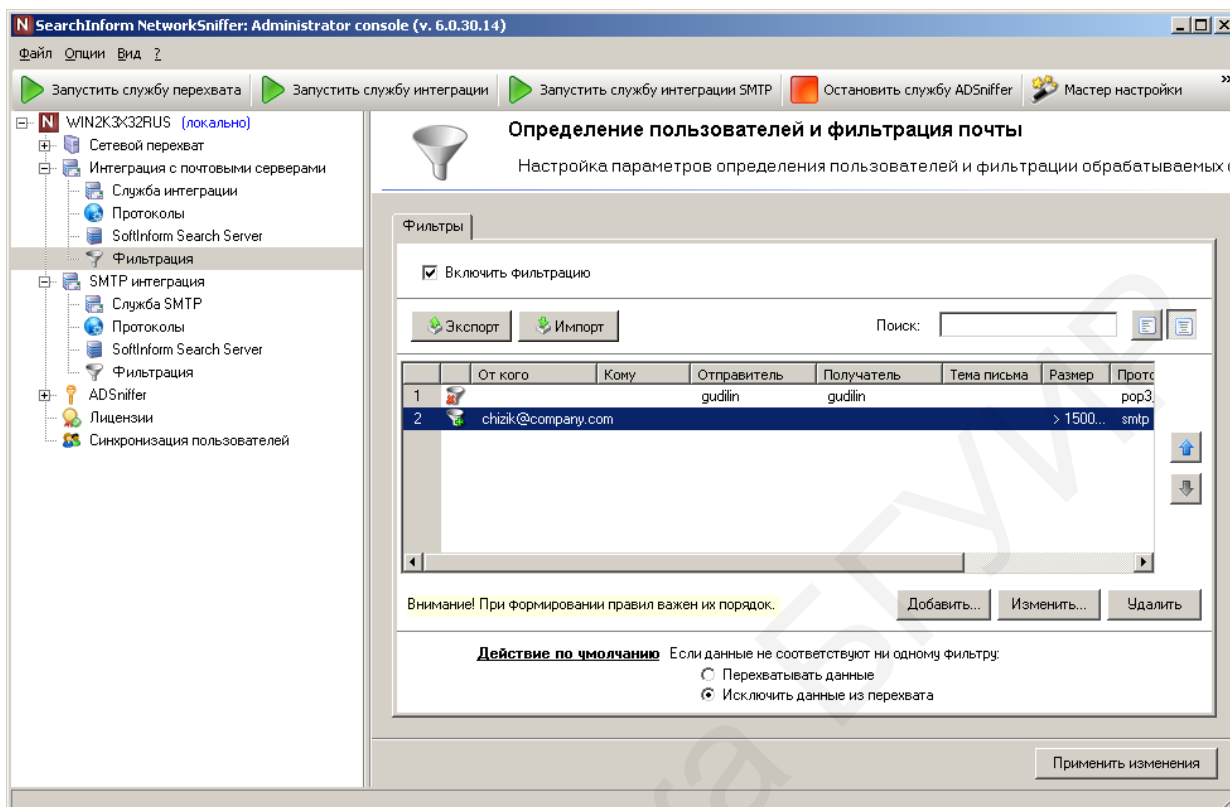 SearchInform NetworkSniffer: Administrator console (v. 6.0.30.14)
Файл Опции Вид ?
Запустить службу перехвата Запустить службу интеграции Запустить службу интеграции SMTP Остановить службу ADSniffer Мастер настройки »
WIN2K3X32RUS (локально)
Сетевой перехват
Интеграция с почтовыми серверами
Служба интеграции
Протоколы
SoftInform Search Server
Фильтрация
SMTP интеграция
Служба SMTP
Протоколы
SoftInform Search Server
Фильтрация
ADSniffer
Лицензии
Синхронизация пользователей
Определение пользователей и фильтрация почты
Настройка параметров определения пользователей и фильтрации обрабатываемых
Фильтры
Включить фильтрацию
Экспорт Импорт Поиск:
От кого Кому Отправитель Получатель Тема письма Размер Прото
1 gudilin gudilin pop3,
2 chizik@company.com > 1500... smtp
Внимание! При формировании правил важен их порядок.
Добавить... Изменить... Удалить
Действие по умолчанию Если данные не соответствуют ни одному фильтру:
Перехватывать данные
Исключить данные из перехвата
Применить изменения
а БГУИР